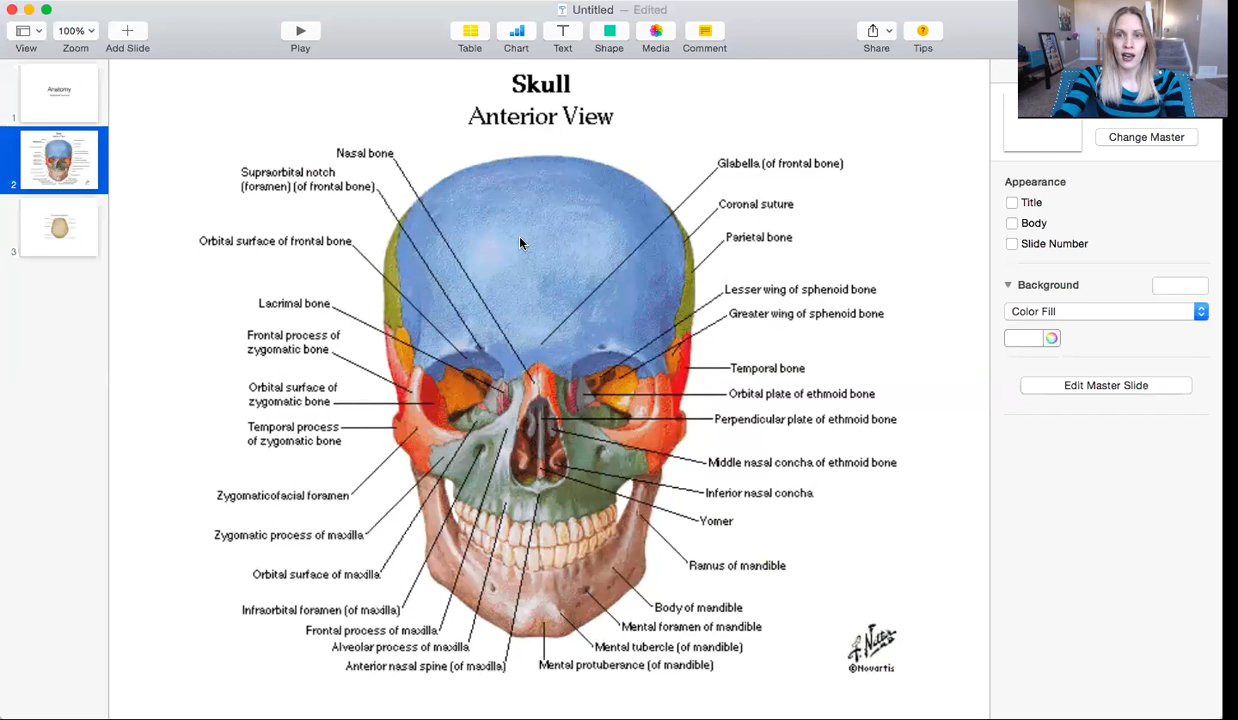 Untitled — Edited
100%
View
Zoom
Add Slide
Play
Table
Chart
Text
Shape
Media
Comment
Share
Tips
1
Anatomy
2
3
Skull
Anterior View
Nasal bone
Supraorbital notch
(foramen) (of frontal bone)
Orbital surface of frontal bone
Lacrimal bone
Frontal process of
zygomatic bone
Orbital surface of
zygomatic bone
Temporal process
of zygomatic bone
Zygomaticofacial foramen
Zygomatic process of maxilla
Orbital surface of maxilla
Infraorbital foramen (of maxilla)
Frontal process of maxilla
Alveolar process of maxilla
Anterior nasal spine (of maxilla)
Glabella (of frontal bone)
Coronal suture
Parietal bone
Lesser wing of sphenoid bone
Greater wing of sphenoid bone
Temporal bone
Orbital plate of ethmoid bone
Perpendicular plate of ethmoid bone
Middle nasal concha of ethmoid bone
Inferior nasal concha
Vomer
Ramus of mandible
Body of mandible
Mental foramen of mandible
Mental tubercle (of mandible)
Mental protuberance (of mandible)
©Novartis
Change Master
Appearance
Title
Body
Slide Number
Background
Color Fill
Edit Master Slide